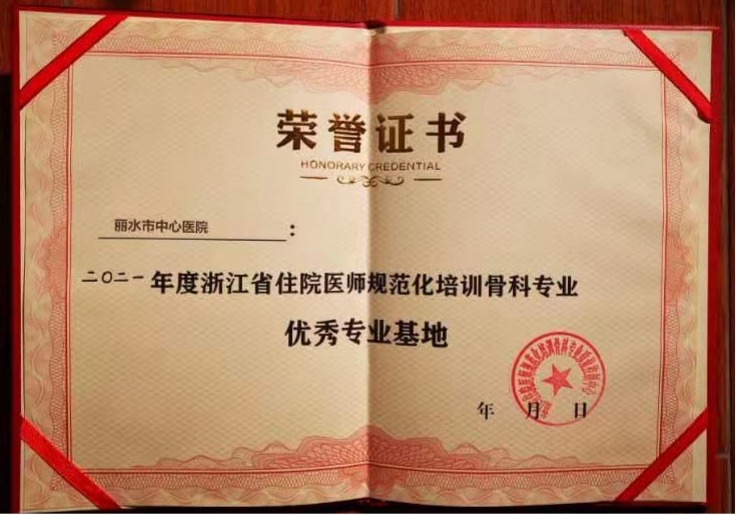 荣誉证书
HONORARY CREDENTIAL
丽水市中心医院：
二〇二一年度浙江省住院医师规范化培训骨科专业
优秀专业基地
年 月 日